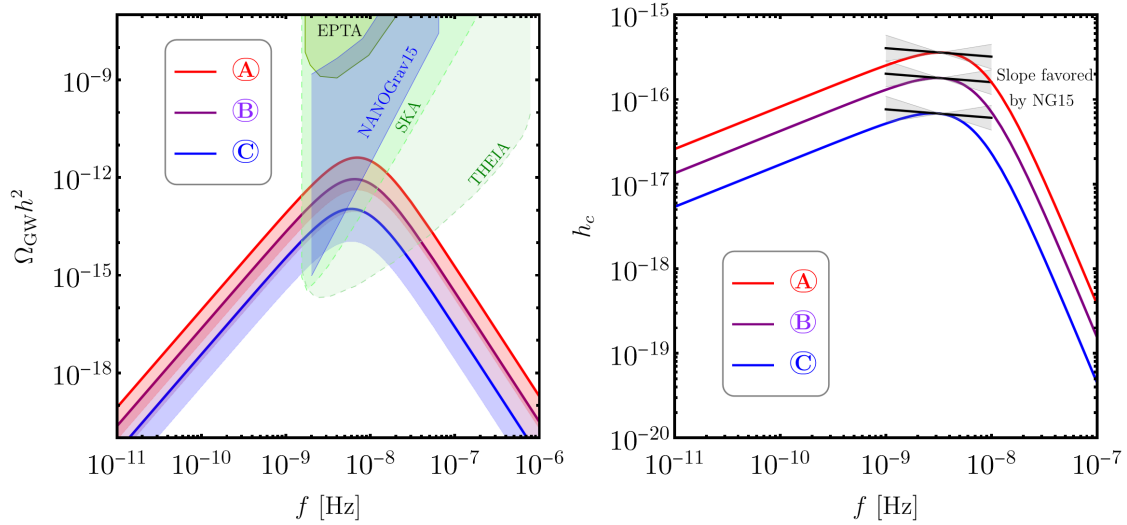 10⁻⁹
10⁻¹²
10⁻¹⁵
10⁻¹⁸
Ω_GW h²
Ⓐ
Ⓑ
Ⓒ
EPTA
NANOGrav15
SKA
THEIA
10⁻¹¹ 10⁻¹⁰ 10⁻⁹ 10⁻⁸ 10⁻⁷ 10⁻⁶
f [Hz]
10⁻¹⁵
10⁻¹⁶
10⁻¹⁷
10⁻¹⁸
10⁻¹⁹
10⁻²⁰
h_c
Slope favored
by NG15
Ⓐ
Ⓑ
Ⓒ
10⁻¹¹ 10⁻¹⁰ 10⁻⁹ 10⁻⁸ 10⁻⁷
f [Hz]